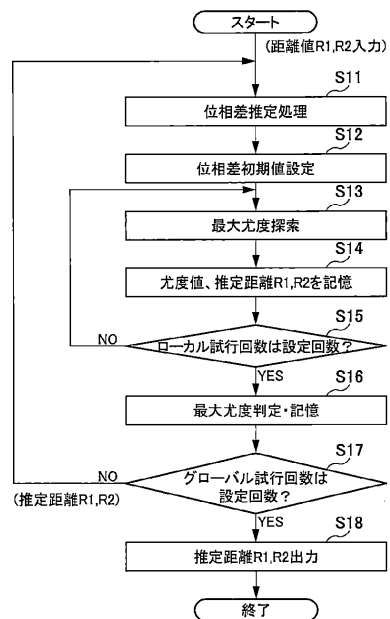 スタート
(距離値R1,R2入力)
S11
位相差推定処理
S12
位相差初期値設定
S13
最大尤度探索
S14
尤度値、推定距離R1,R2を記憶
S15
ローカル試行回数は設定回数?
NO
YES
S16
最大尤度判定・記憶
S17
グローバル試行回数は
設定回数?
NO
(推定距離R1,R2)
YES
S18
推定距離R1,R2出力
終了